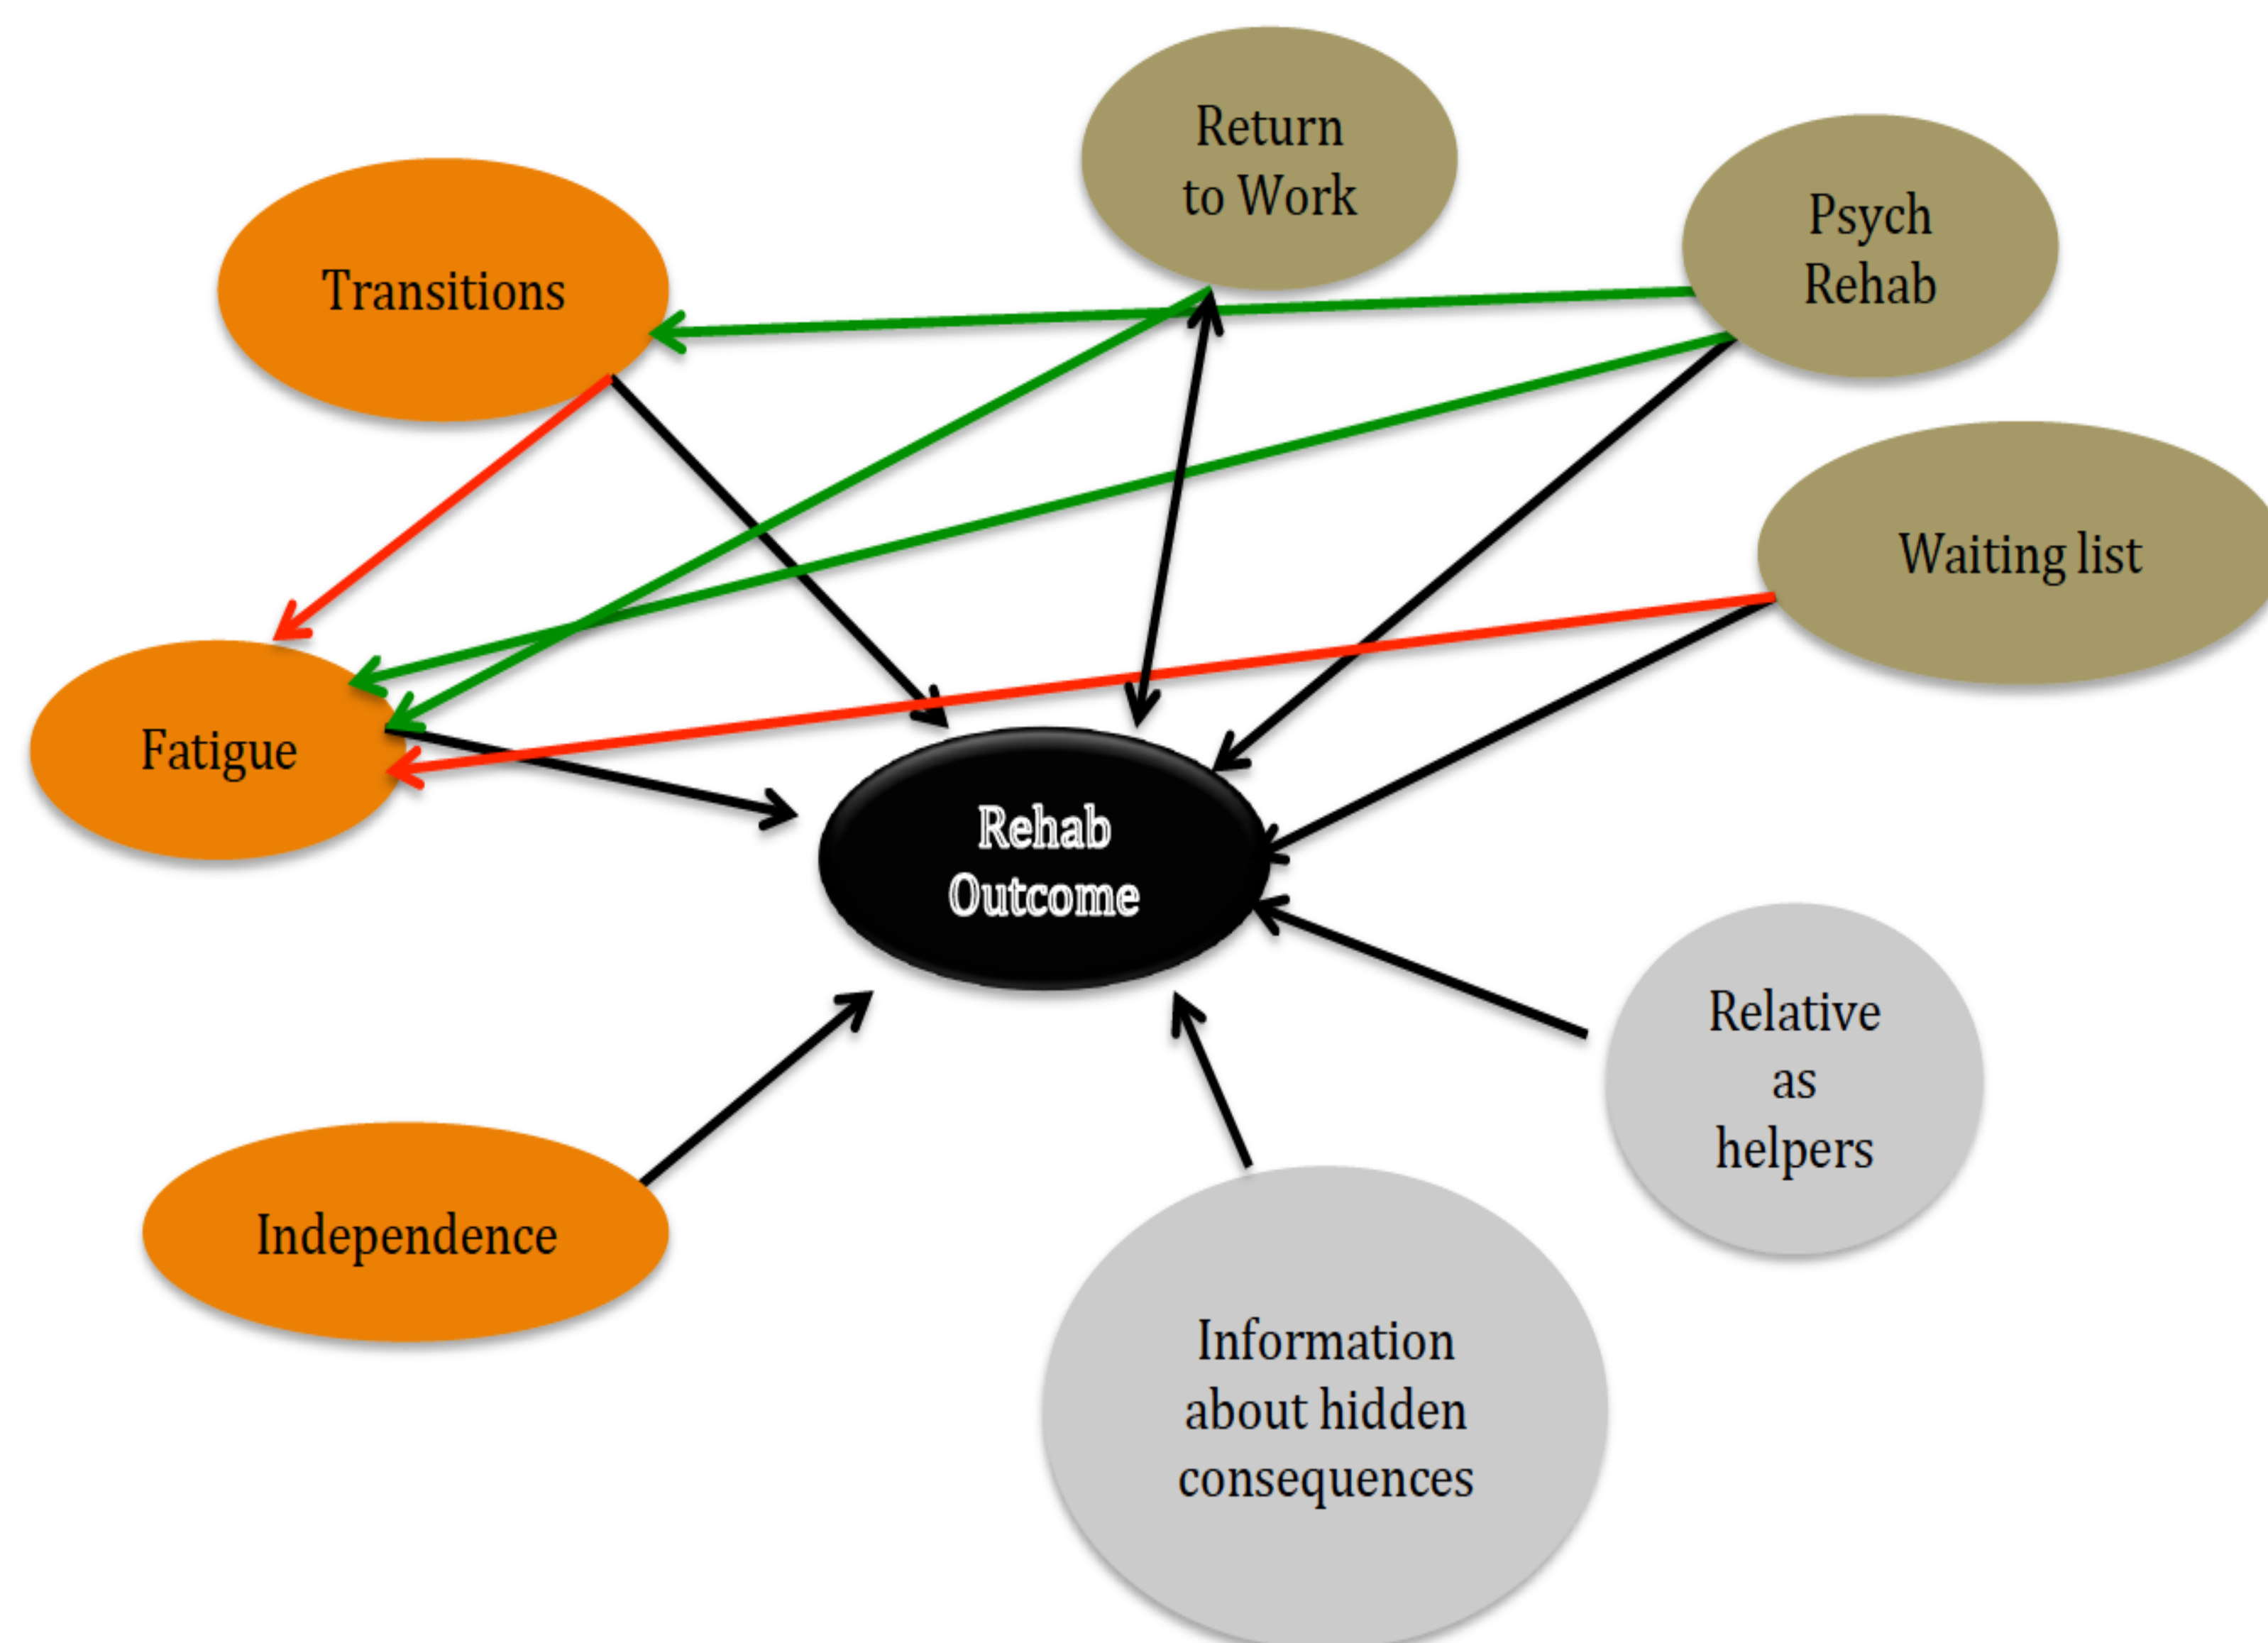 Return
to Work
Psych
Rehab
Transitions
Waiting list
Fatigue
Rehab
Outcome
Relative
as
helpers
Independence
Information
about hidden
consequences